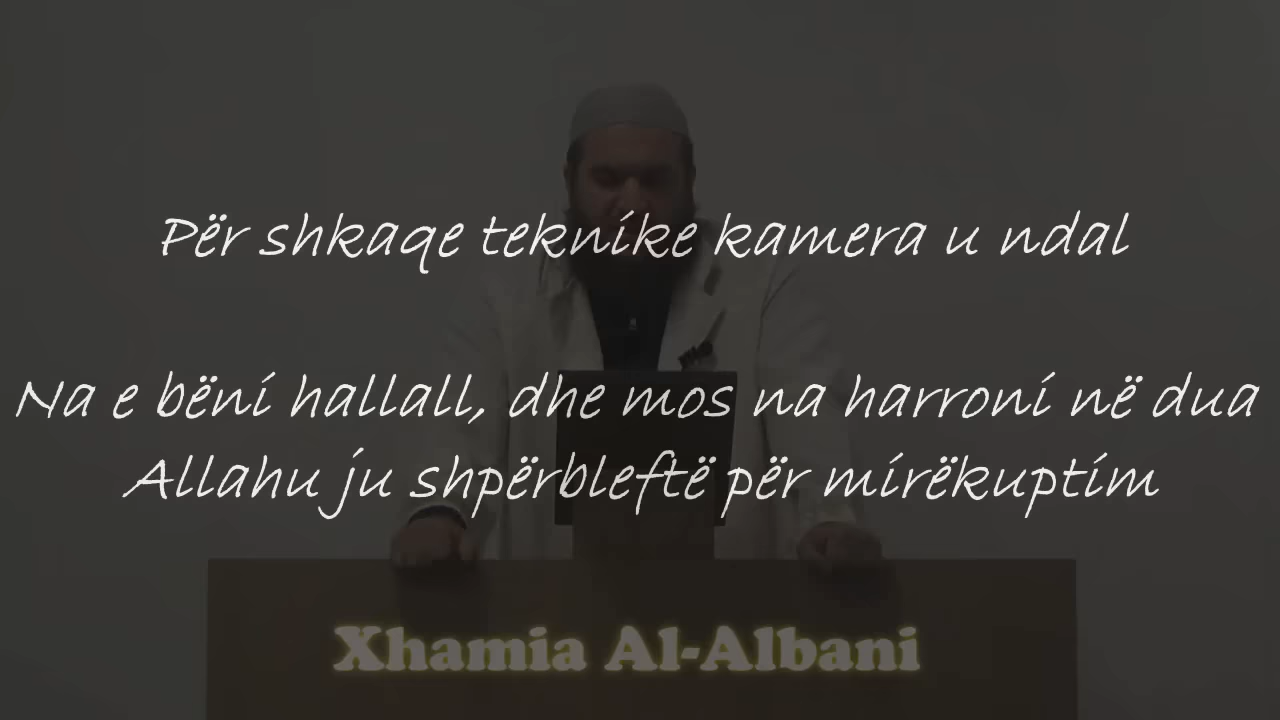 Për shkaqe teknike kamera u ndal
Na e bëni hallall, dhe mos na harroni në dua
Allahu ju shpërbleftë për mirëkuptim
Xhamia Al-Albani